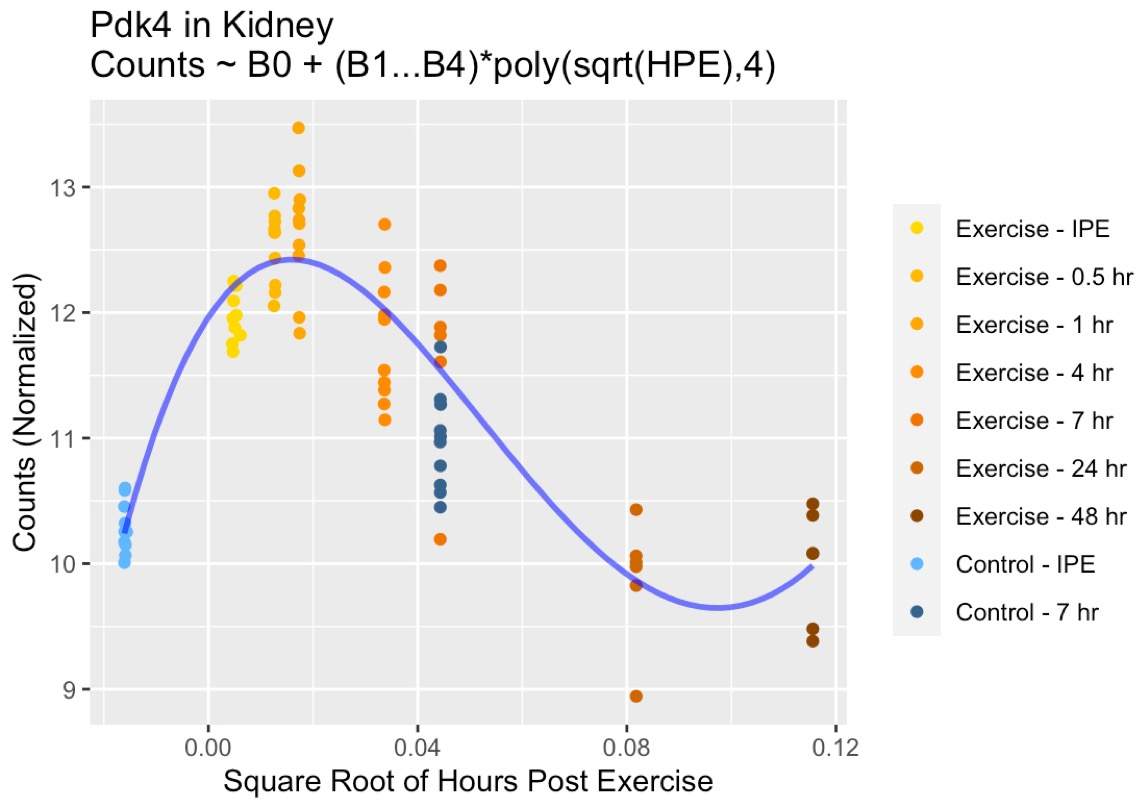 Pdk4 in Kidney
Counts ~ B0 + (B1...B4)*poly(sqrt(HPE),4)
Counts (Normalized)
13
12
11
10
9
0.00
0.04
0.08
0.12
Square Root of Hours Post Exercise
Exercise - IPE
Exercise - 0.5 hr
Exercise - 1 hr
Exercise - 4 hr
Exercise - 7 hr
Exercise - 24 hr
Exercise - 48 hr
Control - IPE
Control - 7 hr